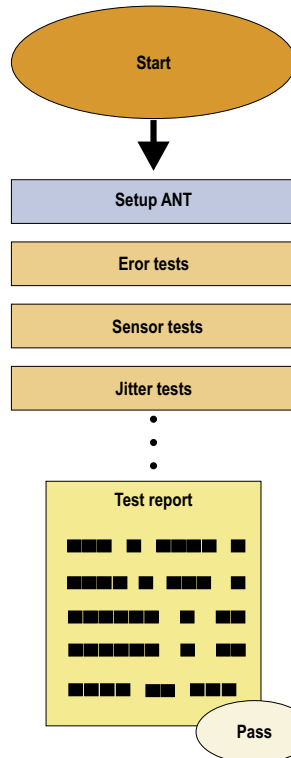 Start
Setup ANT
Eror tests
Sensor tests
Jitter tests
Test report
Pass